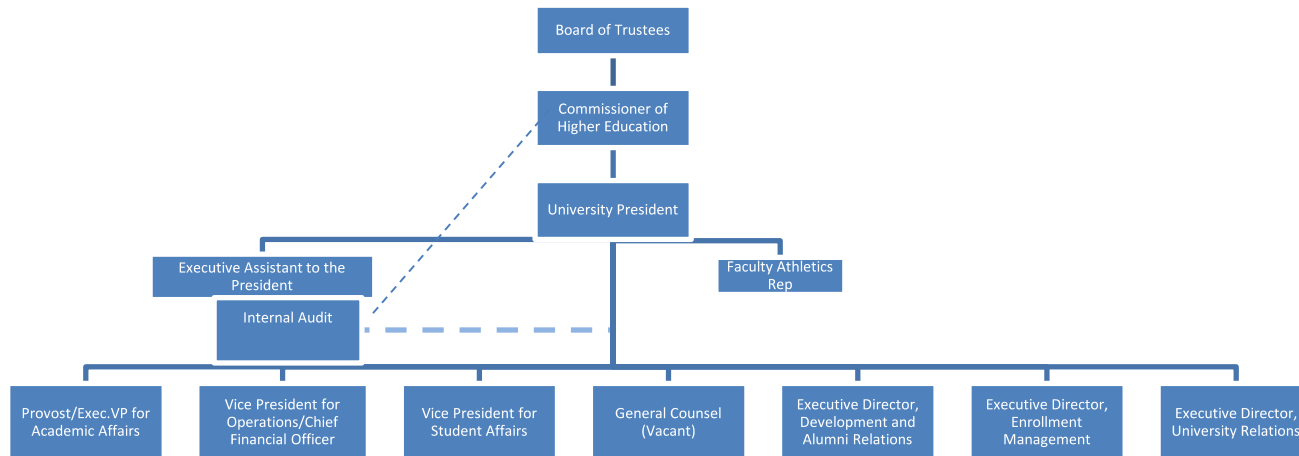 Board of Trustees
Commissioner of
Higher Education
University President
Executive Assistant to the
President
Faculty Athletics
Rep
Internal Audit
Provost/Exec.VP for
Academic Affairs
Vice President for
Operations/Chief
Financial Officer
Vice President for
Student Affairs
General Counsel
(Vacant)
Executive Director,
Development and
Alumni Relations
Executive Director,
Enrollment
Management
Executive Director,
University Relations